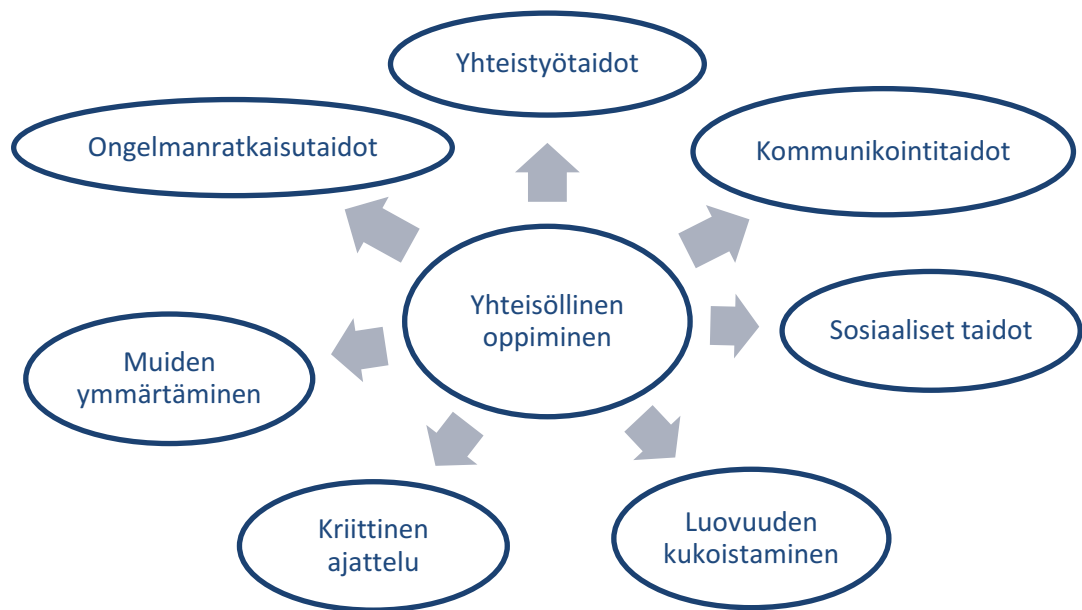 Yhteistyötaidot
Ongelmanratkaisutaidot
Kommunikointitaidot
Yhteisöllinen
oppiminen
Sosiaaliset taidot
Muiden
ymmärtäminen
Kriittinen
ajattelu
Luovuuden
kukoistaminen